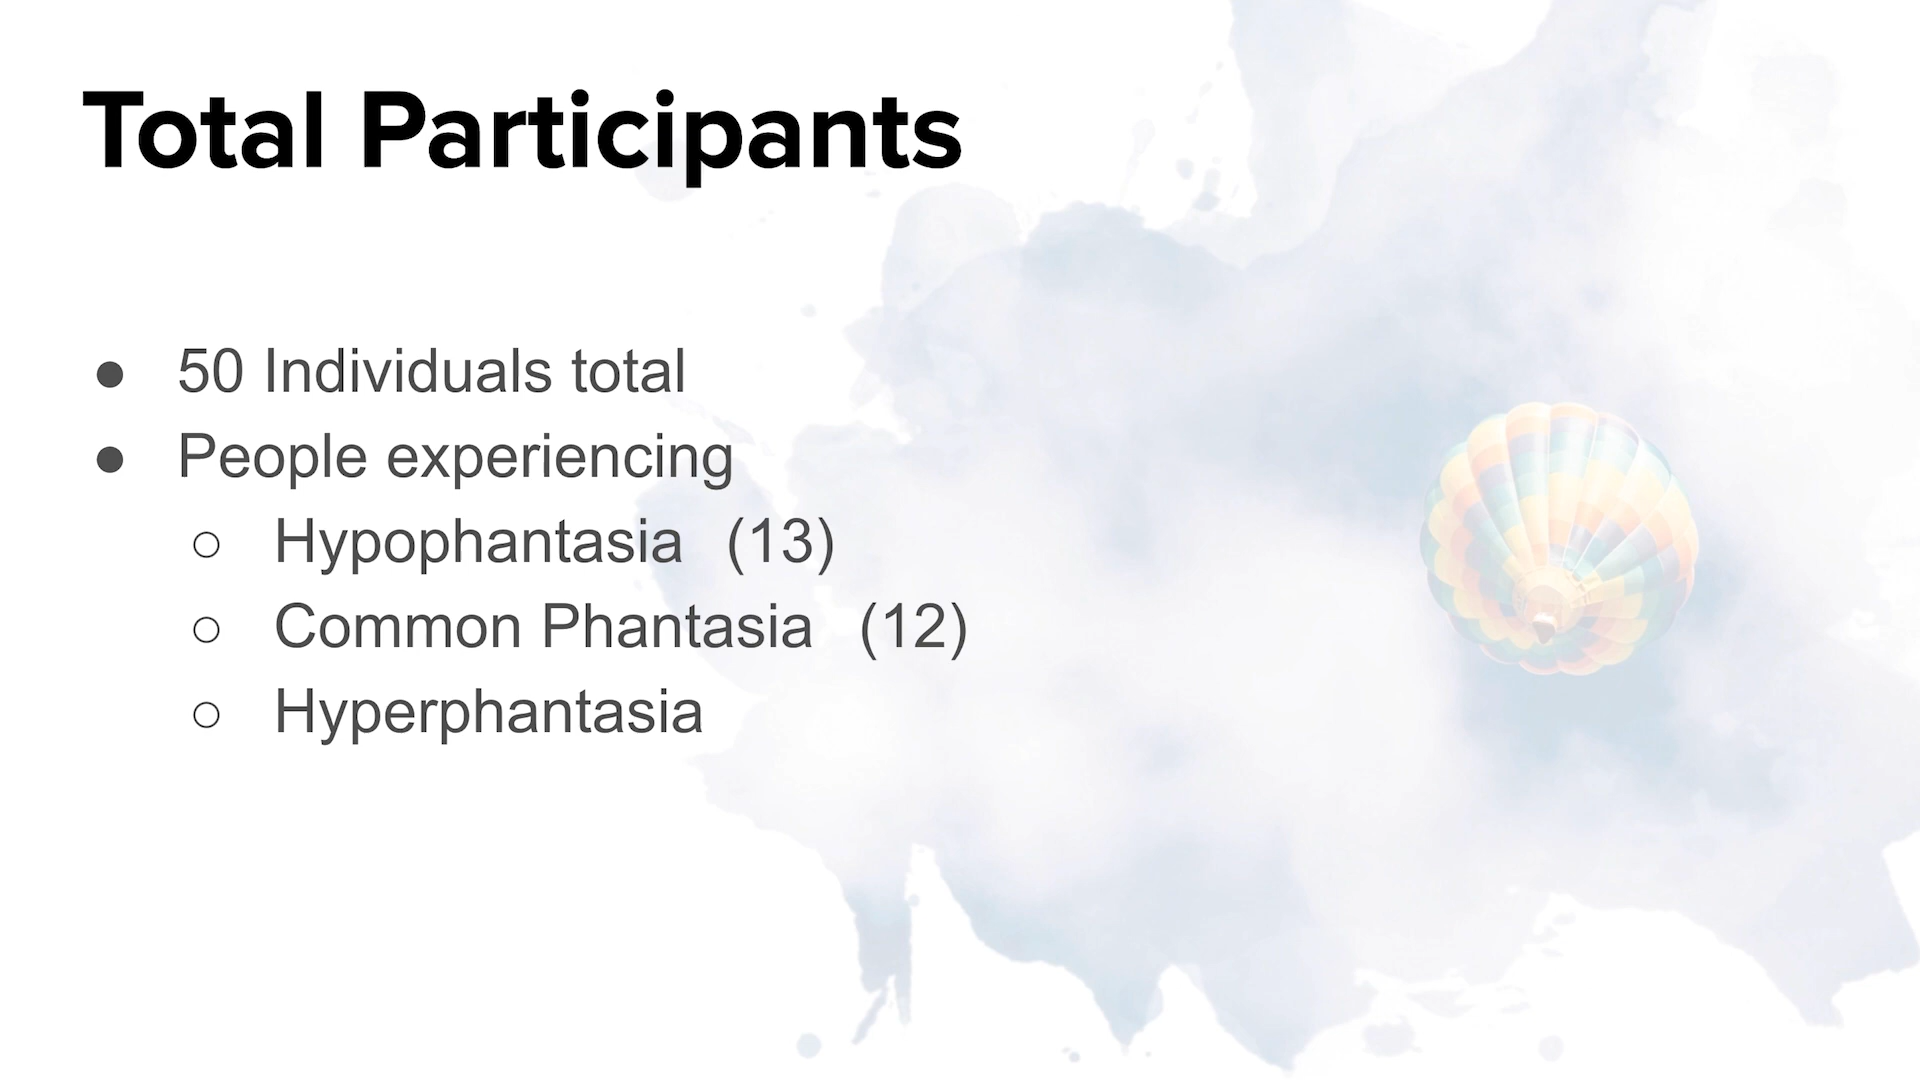 Total Participants
● 50 Individuals total
● People experiencing
○ Hypophantasia (13)
○ Common Phantasia (12)
○ Hyperphantasia